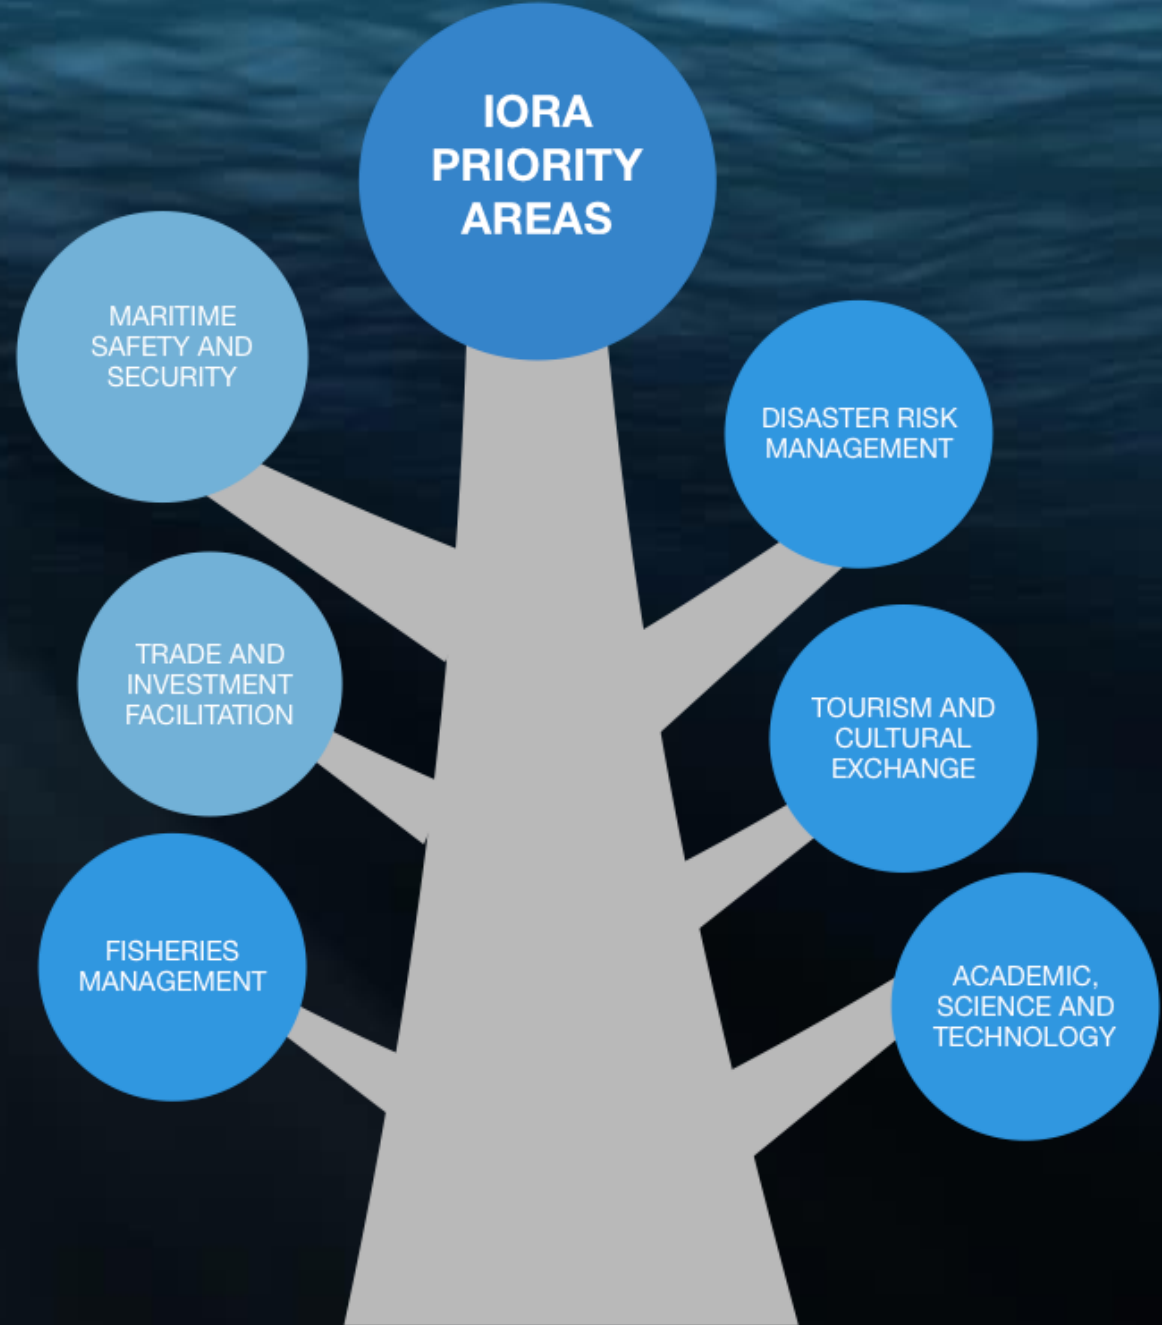 IORA
PRIORITY
AREAS
MARITIME
SAFETY AND
SECURITY
DISASTER RISK
MANAGEMENT
TRADE AND
INVESTMENT
FACILITATION
TOURISM AND
CULTURAL
EXCHANGE
FISHERIES
MANAGEMENT
ACADEMIC,
SCIENCE AND
TECHNOLOGY